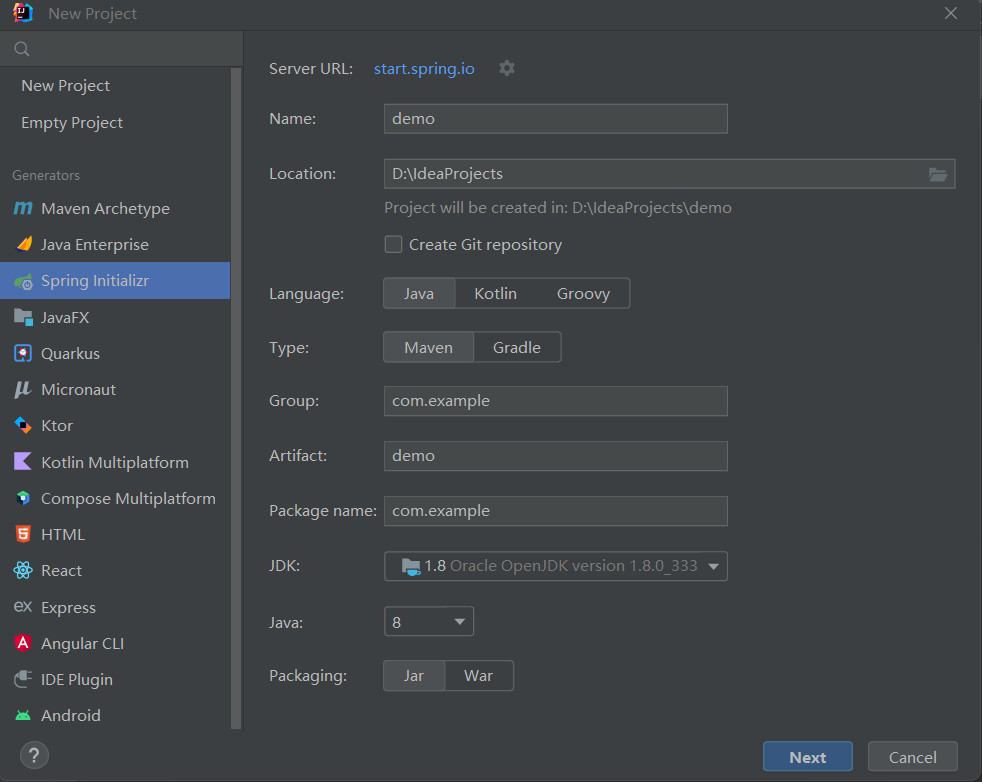 New Project
New Project
Empty Project
Generators
Maven Archetype
Java Enterprise
Spring Initializr
JavaFX
Quarkus
Micronaut
Ktor
Kotlin Multiplatform
Compose Multiplatform
HTML
React
Express
Angular CLI
IDE Plugin
Android
Server URL: start.spring.io
Name: demo
Location: D:\IdeaProjects
Project will be created in: D:\IdeaProjects\demo
Create Git repository
Language: Java Kotlin Groovy
Type: Maven Gradle
Group: com.example
Artifact: demo
Package name: com.example
JDK: 1.8 Oracle OpenJDK version 1.8.0_333
Java: 8
Packaging: Jar War
? Next Cancel